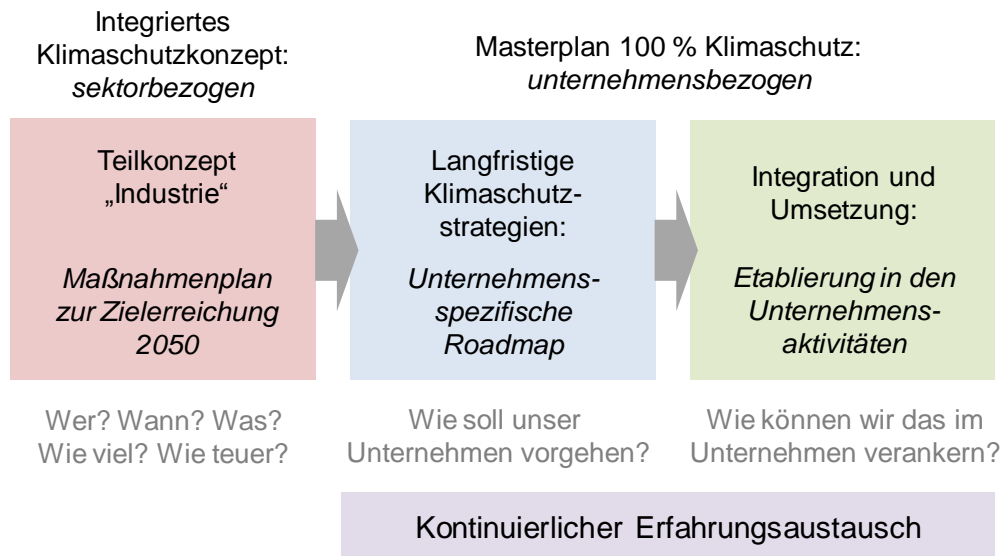 Integriertes
Klimaschutzkonzept:
sektorbezogen
Masterplan 100 % Klimaschutz:
unternehmensbezogen
Teilkonzept
„Industrie“
Maßnahmenplan
zur Zielerreichung
2050
Langfristige
Klimaschutz-
strategien:
Unternehmens-
spezifische
Roadmap
Integration und
Umsetzung:
Etablierung in den
Unternehmens-
aktivitäten
Wer? Wann? Was?
Wie viel? Wie teuer?
Wie soll unser
Unternehmen vorgehen?
Wie können wir das im
Unternehmen verankern?
Kontinuierlicher Erfahrungsaustausch